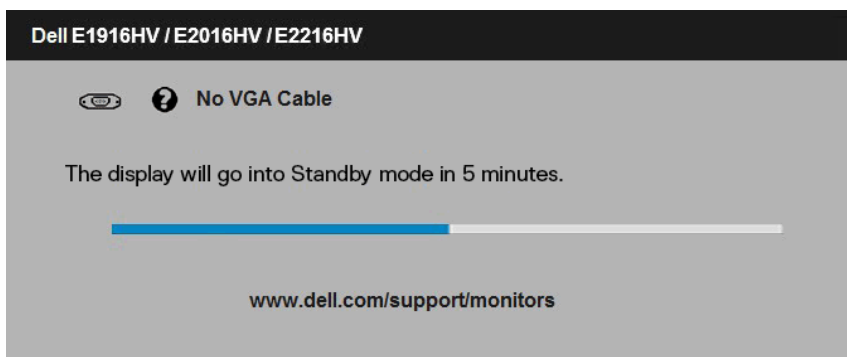 Dell E1916HV / E2016HV / E2216HV
No VGA Cable
The display will go into Standby mode in 5 minutes.
www.dell.com/support/monitors